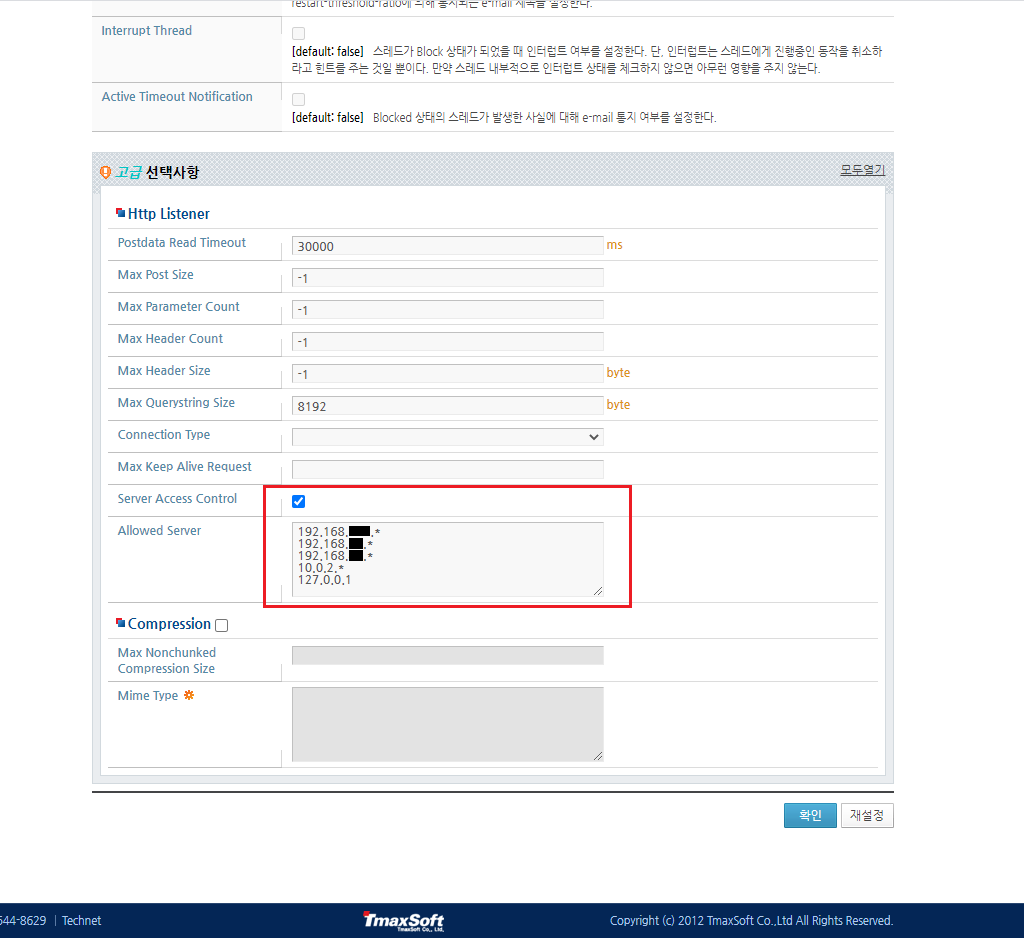 restart-threshold-ratio에 의해 통지되는 e-mail 제목을 설정한다.
Interrupt Thread
[default: false] 스레드가 Block 상태가 되었을 때 인터럽트 여부를 설정한다. 단, 인터럽트는 스레드에게 진행중인 동작을 취소하
라고 힌트를 주는 것일 뿐이다. 만약 스레드 내부적으로 인터럽트 상태를 체크하지 않으면 아무런 영향을 주지 않는다.
Active Timeout Notification
[default: false] Blocked 상태의 스레드가 발생한 사실에 대해 e-mail 통지 여부를 설정한다.
고급 선택사항
모두열기
Http Listener
Postdata Read Timeout
30000
ms
Max Post Size
-1
Max Parameter Count
-1
Max Header Count
-1
Max Header Size
-1
byte
Max Querystring Size
8192
byte
Connection Type
Max Keep Alive Request
Server Access Control
Allowed Server
192.168. .*
192.168. .*
192.168. .*
10.0.2.*
127.0.0.1
Compression
Max Nonchunked
Compression Size
Mime Type
확인
재설정
544-8629 | Technet
TmaxSoft
TmaxSoft Co., Ltd.
Copyright (c) 2012 TmaxSoft Co.,Ltd All Rights Reserved.